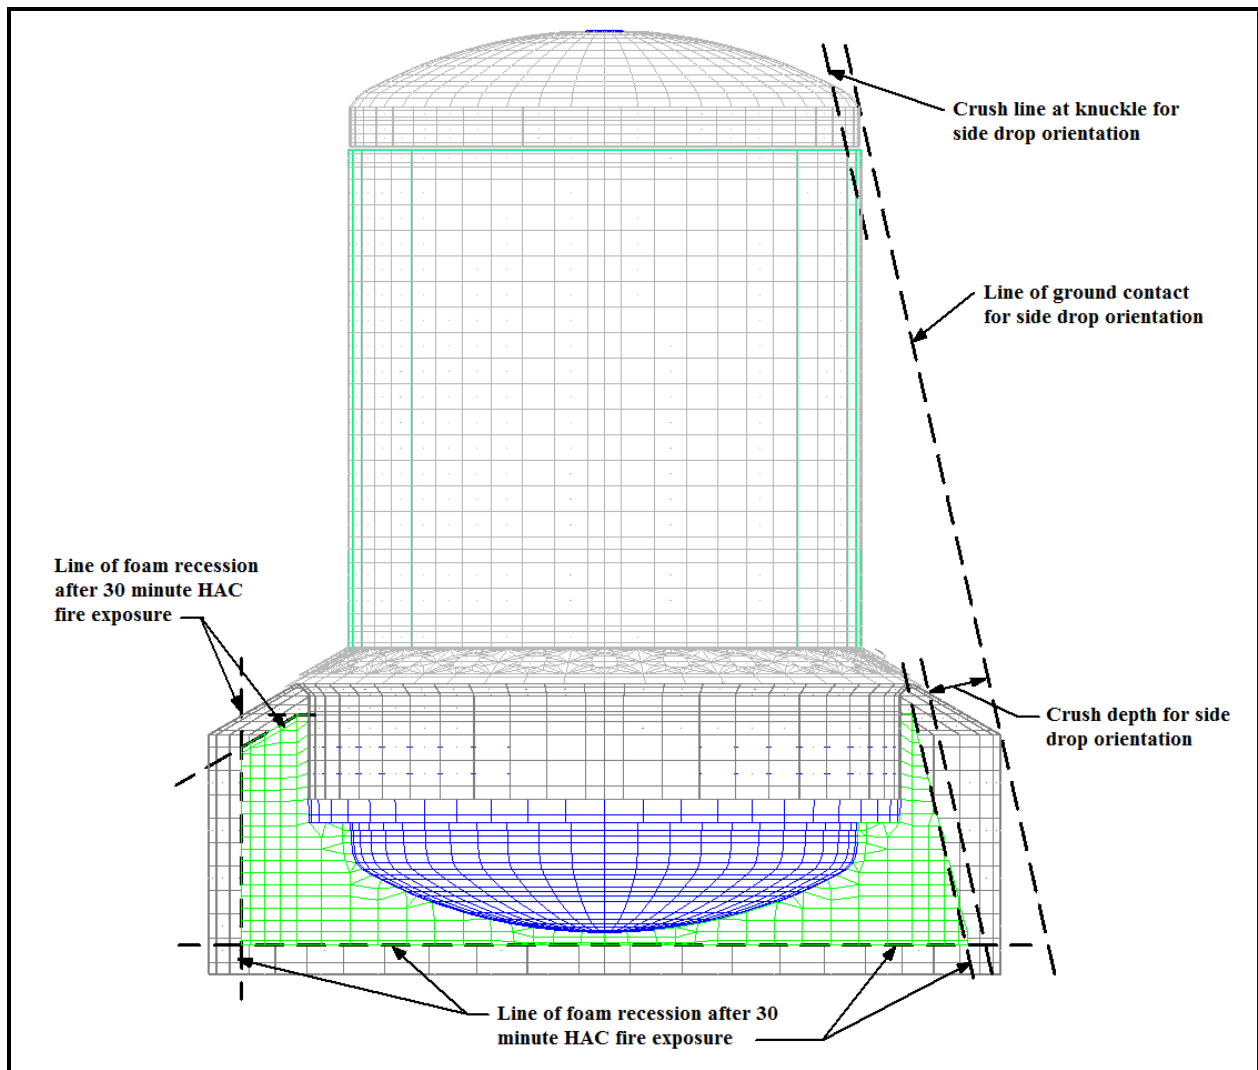 Crush line at knuckle for
side drop orientation
Line of ground contact
for side drop orientation
Line of foam recession
after 30 minute HAC
fire exposure
Crush depth for side
drop orientation
Line of foam recession after 30
minute HAC fire exposure